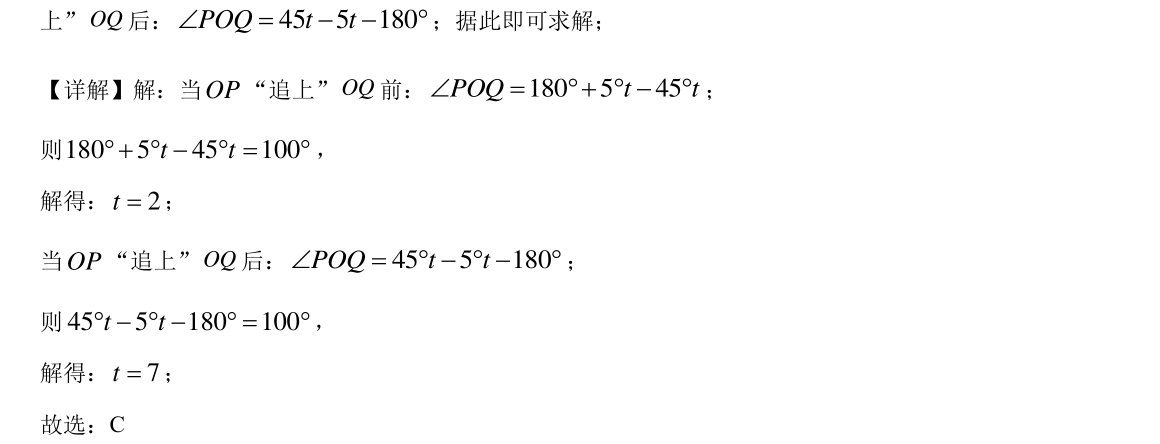 上”OQ后：∠POQ=45t−5t−180°；据此即可求解；
【详解】解：当OP“追上”OQ前：∠POQ=180°+5°t−45°t；
则180°+5°t−45°t=100°，
解得：t=2；
当OP“追上”OQ后：∠POQ=45°t−5°t−180°；
则45°t−5°t−180°=100°，
解得：t=7；
故选：C